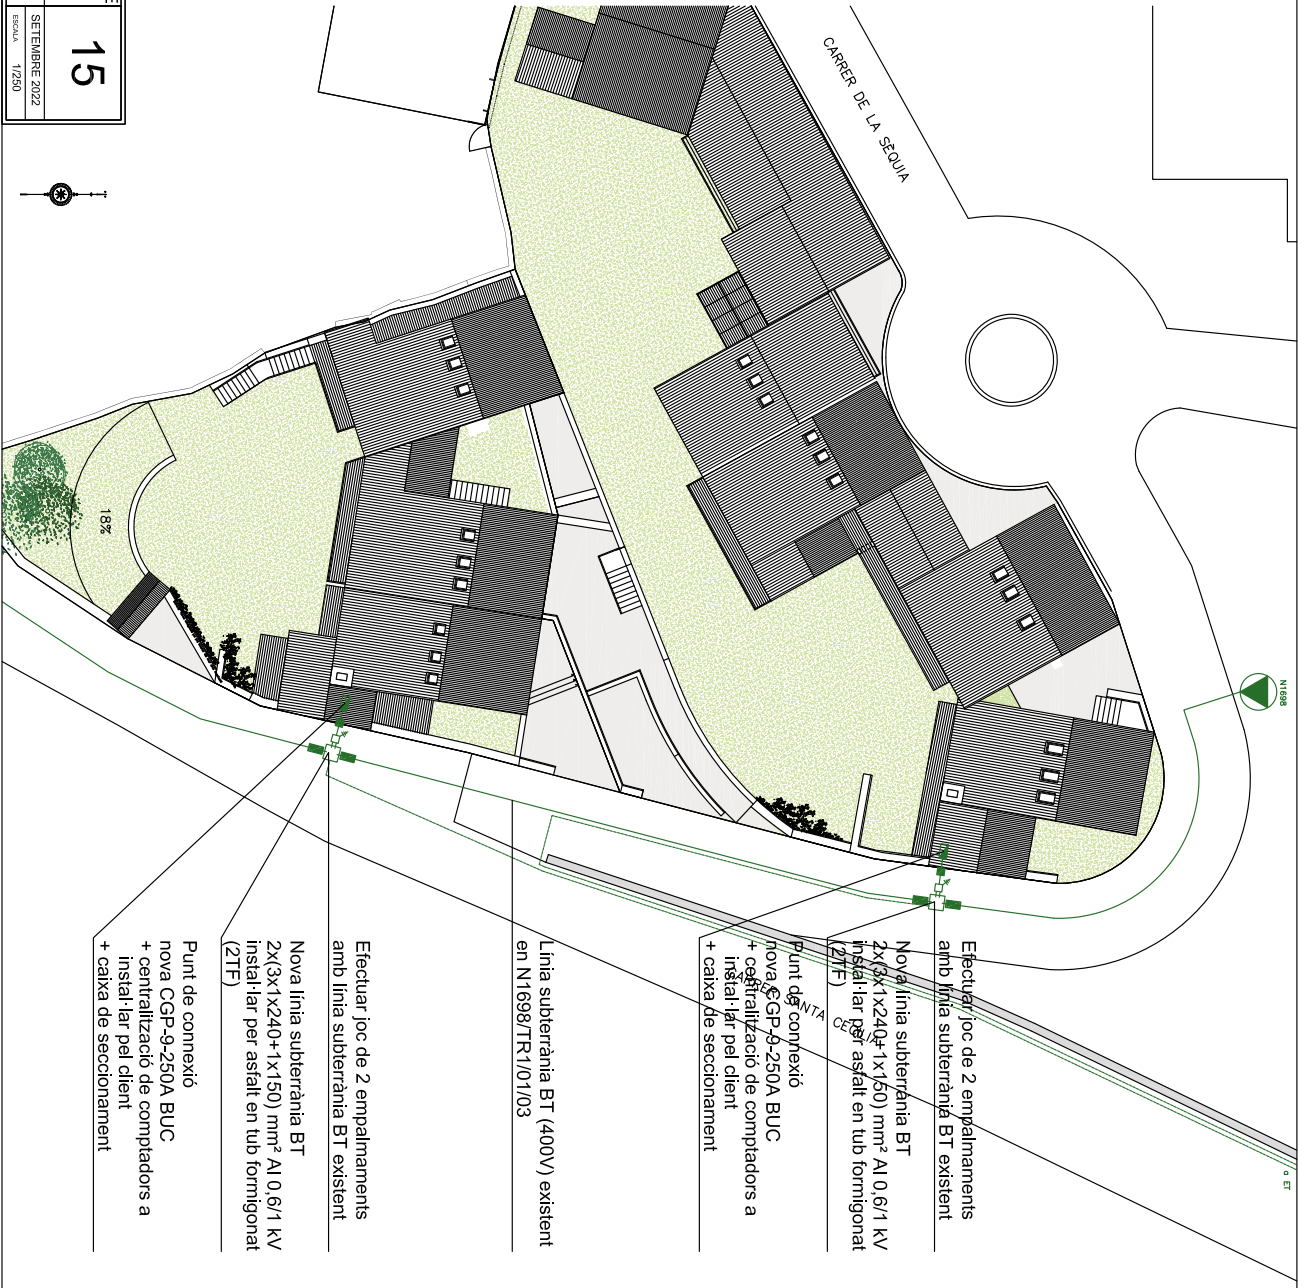 15
SETEMBRE 2022
ESCALA 1/250
CARRER DE LA SÈQUIA
N1698
18%
CARRER SANTA CECÍLIA
a ET
Efectuar joc de 2 empalmaments
amb línia subterrània BT existent
Nova línia subterrània BT
2x(3x1x240+1x150) mm² Al 0,6/1 kV
instal·lar per asfalt en tub formigonat
(2TF)
Punt de connexió
nova CGP-9-250A BUC
+ centralització de comptadors a
instal·lar pel client
+ caixa de seccionament
Línia subterrània BT (400V) existent
en N1698/TR1/01/03
Efectuar joc de 2 empalmaments
amb línia subterrània BT existent
Nova línia subterrània BT
2x(3x1x240+1x150) mm² Al 0,6/1 kV
instal·lar per asfalt en tub formigonat
(2TF)
Punt de connexió
nova CGP-9-250A BUC
+ centralització de comptadors a
instal·lar pel client
+ caixa de seccionament